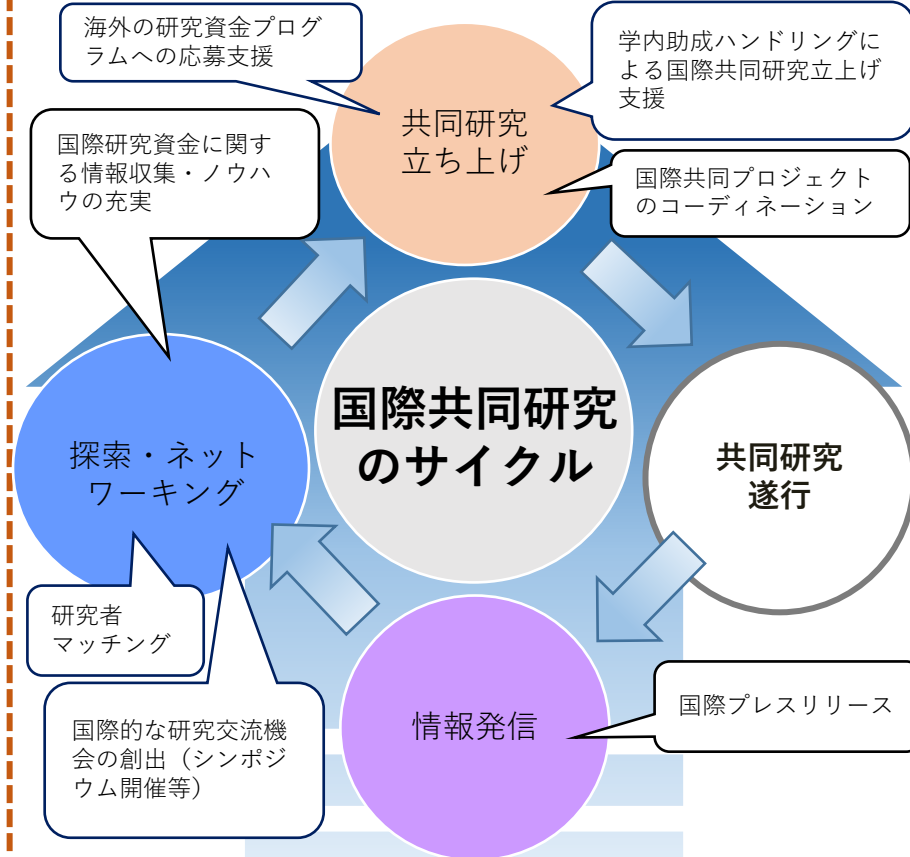 海外の研究資金プログ
ラムへの応募支援
学内助成ハンドリングに
よる国際共同研究立上げ
支援
共同研究
立ち上げ
国際研究資金に関す
る情報収集・ノウハ
ウの充実
国際共同プロジェクト
のコーディネーション
国際共同研究
のサイクル
探索・ネット
ワーキング
共同研究
遂行
研究者
マッチング
情報発信
国際プレスリリース
国際的な研究交流機
会の創出（シンポジ
ウム開催等）